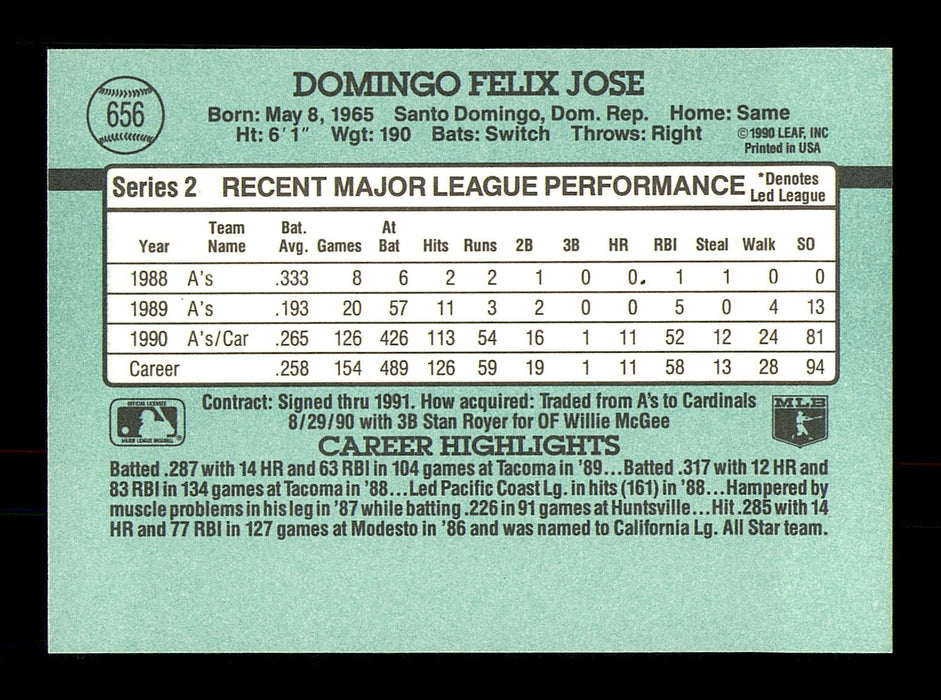 656
DOMINGO FELIX JOSE
Born: May 8, 1965 Santo Domingo, Dom. Rep. Home: Same
Ht: 6'1" Wgt: 190 Bats: Switch Throws: Right
©1990 LEAF, INC
Printed in USA
Series 2 RECENT MAJOR LEAGUE PERFORMANCE
*Denotes
Led League
Year Team Name Bat. Avg. Games At Bat Hits Runs 2B 3B HR RBI Steal Walk SO
1988 A's .333 8 6 2 2 1 0 0. 1 1 0 0
1989 A's .193 20 57 11 3 2 0 0 5 0 4 13
1990 A's/Car .265 126 426 113 54 16 1 11 52 12 24 81
Career .258 154 489 126 59 19 1 11 58 13 28 94
OFFICIAL LICENSEE
MAJOR LEAGUE BASEBALL
Contract: Signed thru 1991. How acquired: Traded from A's to Cardinals
8/29/90 with 3B Stan Royer for OF Willie McGee
MLB
CAREER HIGHLIGHTS
Batted .287 with 14 HR and 63 RBI in 104 games at Tacoma in '89...Batted .317 with 12 HR and
83 RBI in 134 games at Tacoma in '88...Led Pacific Coast Lg. in hits (161) in '88...Hampered by
muscle problems in his leg in '87 while batting .226 in 91 games at Huntsville...Hit .285 with 14
HR and 77 RBI in 127 games at Modesto in '86 and was named to California Lg. All Star team.